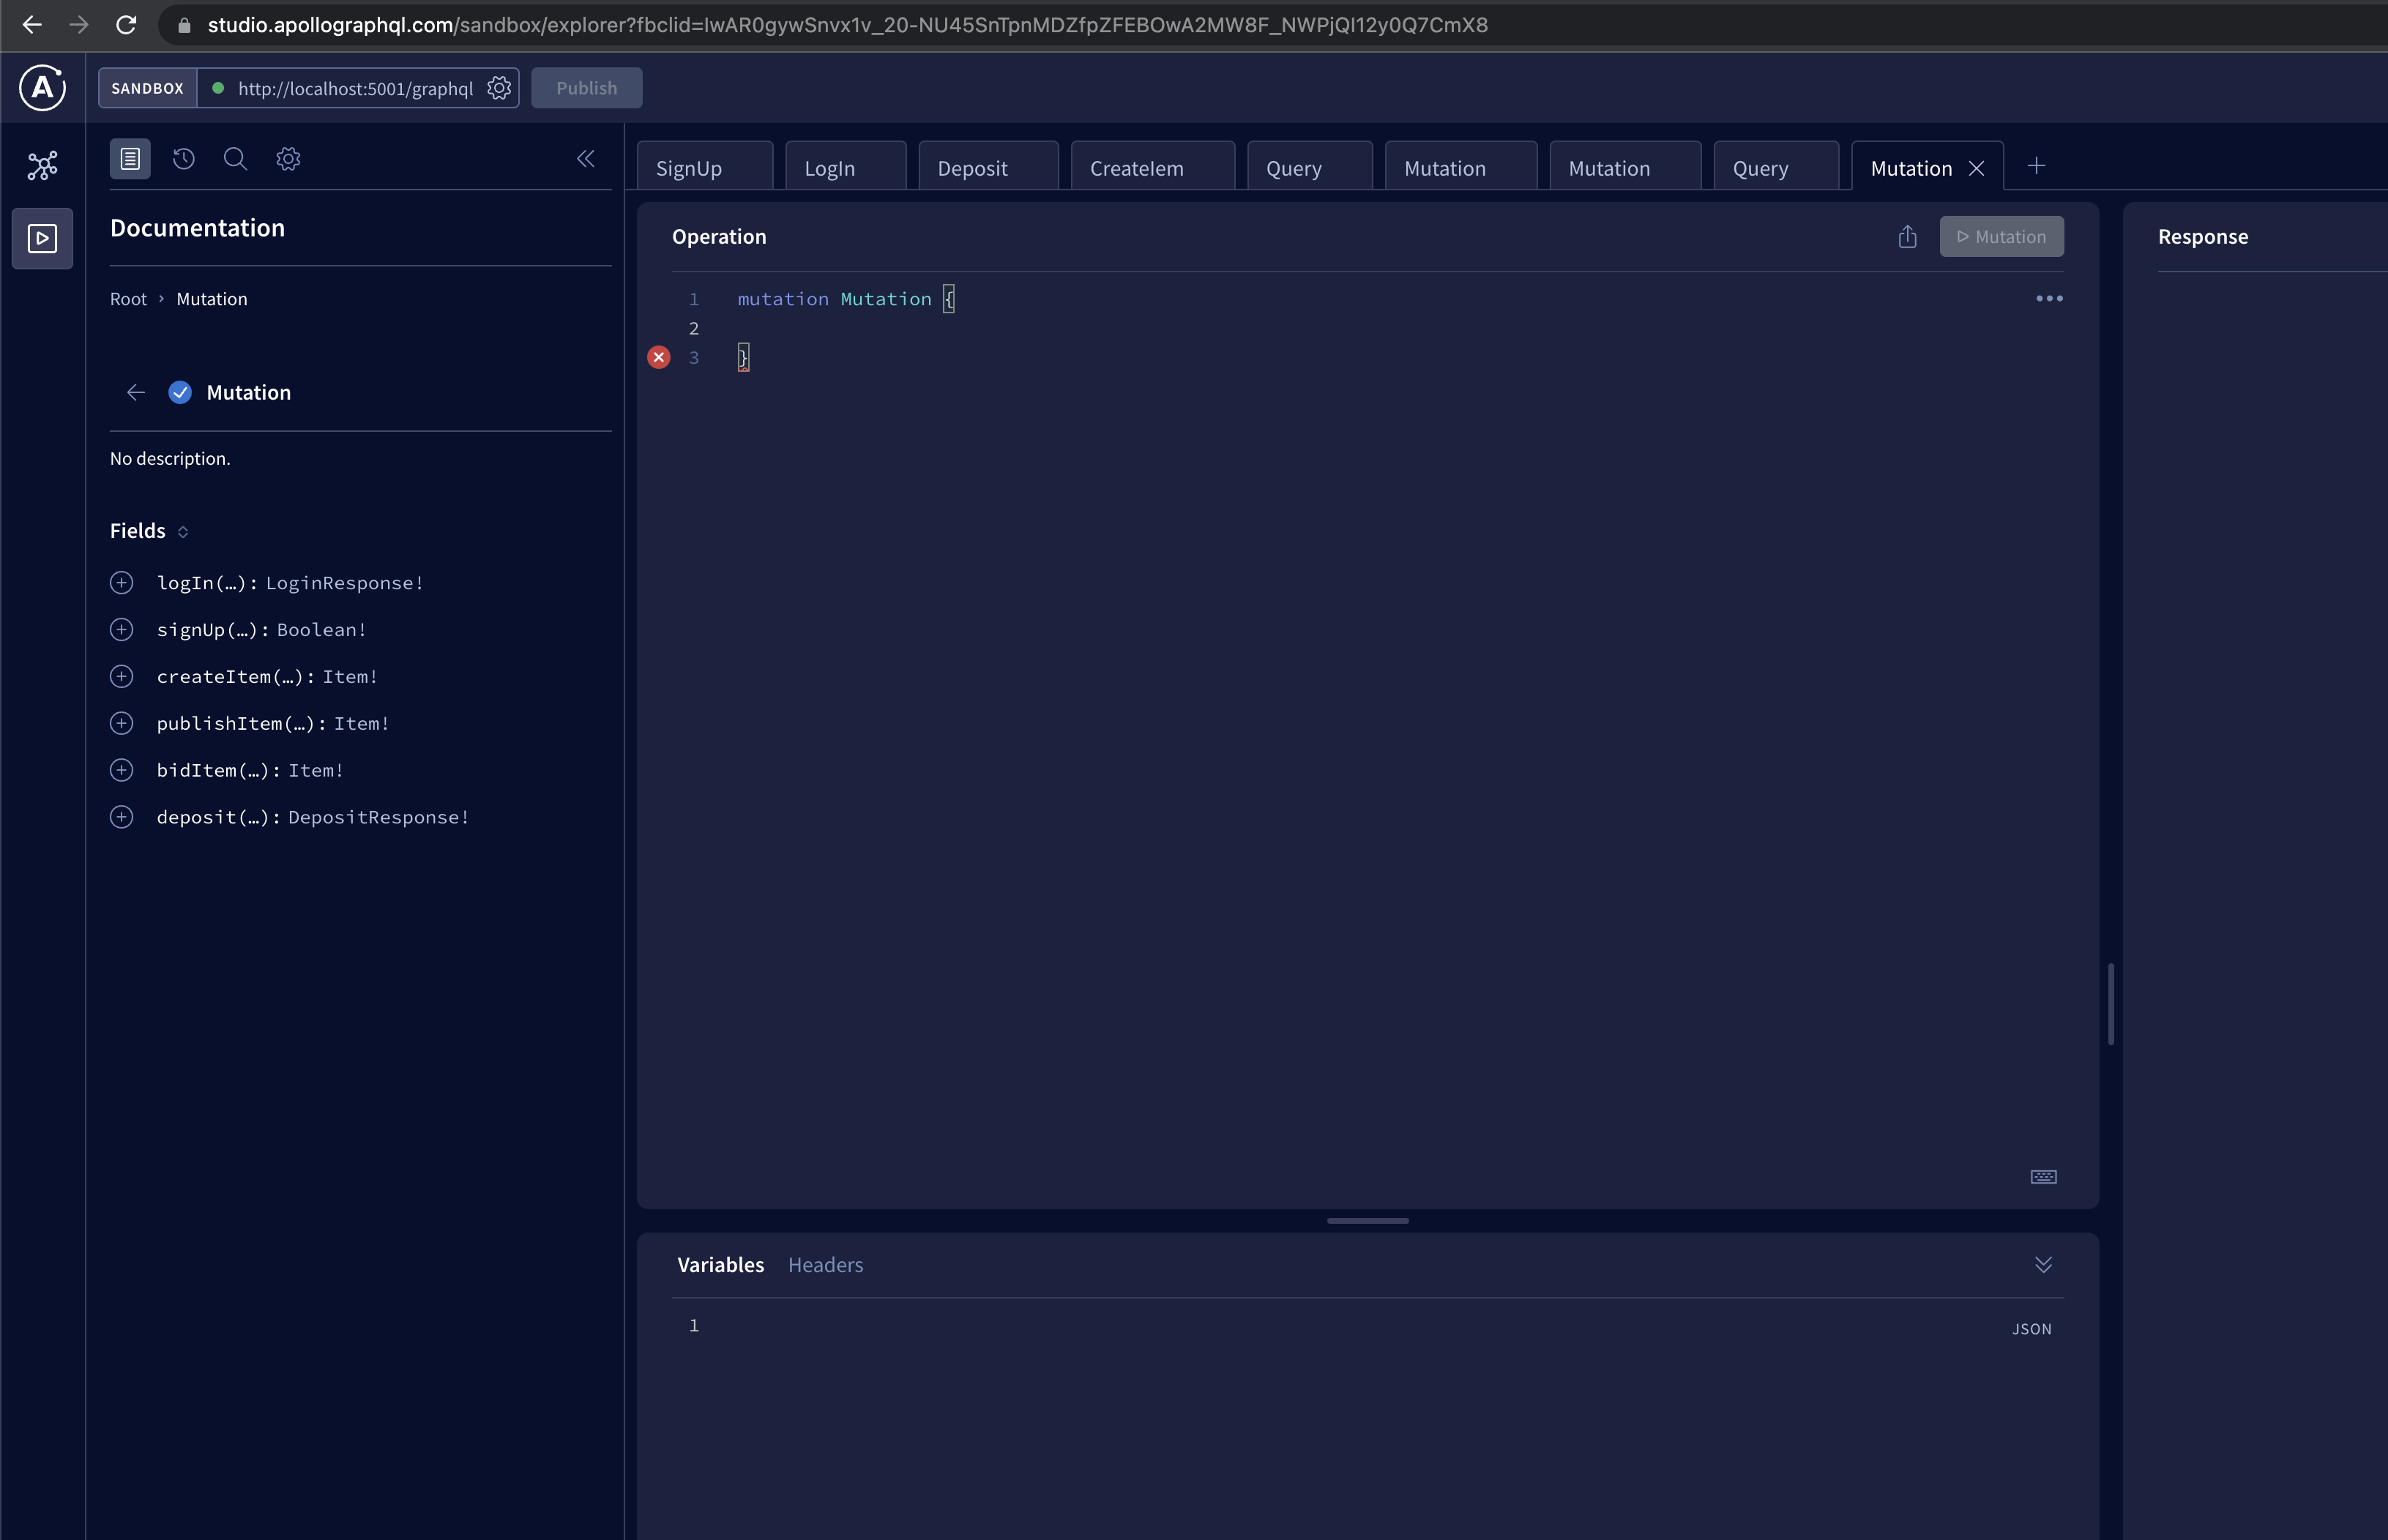 studio.apollographql.com/sandbox/explorer?fbclid=IwAR0gywSnvx1v_20-NU45SnTpnMDZfpZFEBOwA2MW8F_NWPjQI12y0Q7CmX8
A
SANDBOX http://localhost:5001/graphql Publish
SignUp LogIn Deposit CreateIem Query Mutation Mutation Query Mutation
Documentation
Root › Mutation
Mutation
No description.
Fields
logIn(…): LoginResponse!
signUp(…): Boolean!
createItem(…): Item!
publishItem(…): Item!
bidItem(…): Item!
deposit(…): DepositResponse!
Operation Mutation
1 mutation Mutation {
2
3 }
Variables Headers
1 JSON
Response